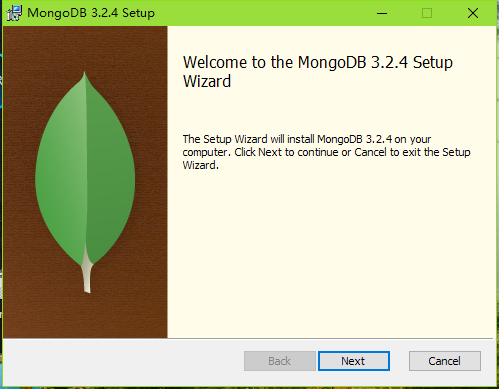 MongoDB 3.2.4 Setup
Welcome to the MongoDB 3.2.4 Setup
Wizard
The Setup Wizard will install MongoDB 3.2.4 on your
computer. Click Next to continue or Cancel to exit the Setup
Wizard.
Back
Next
Cancel